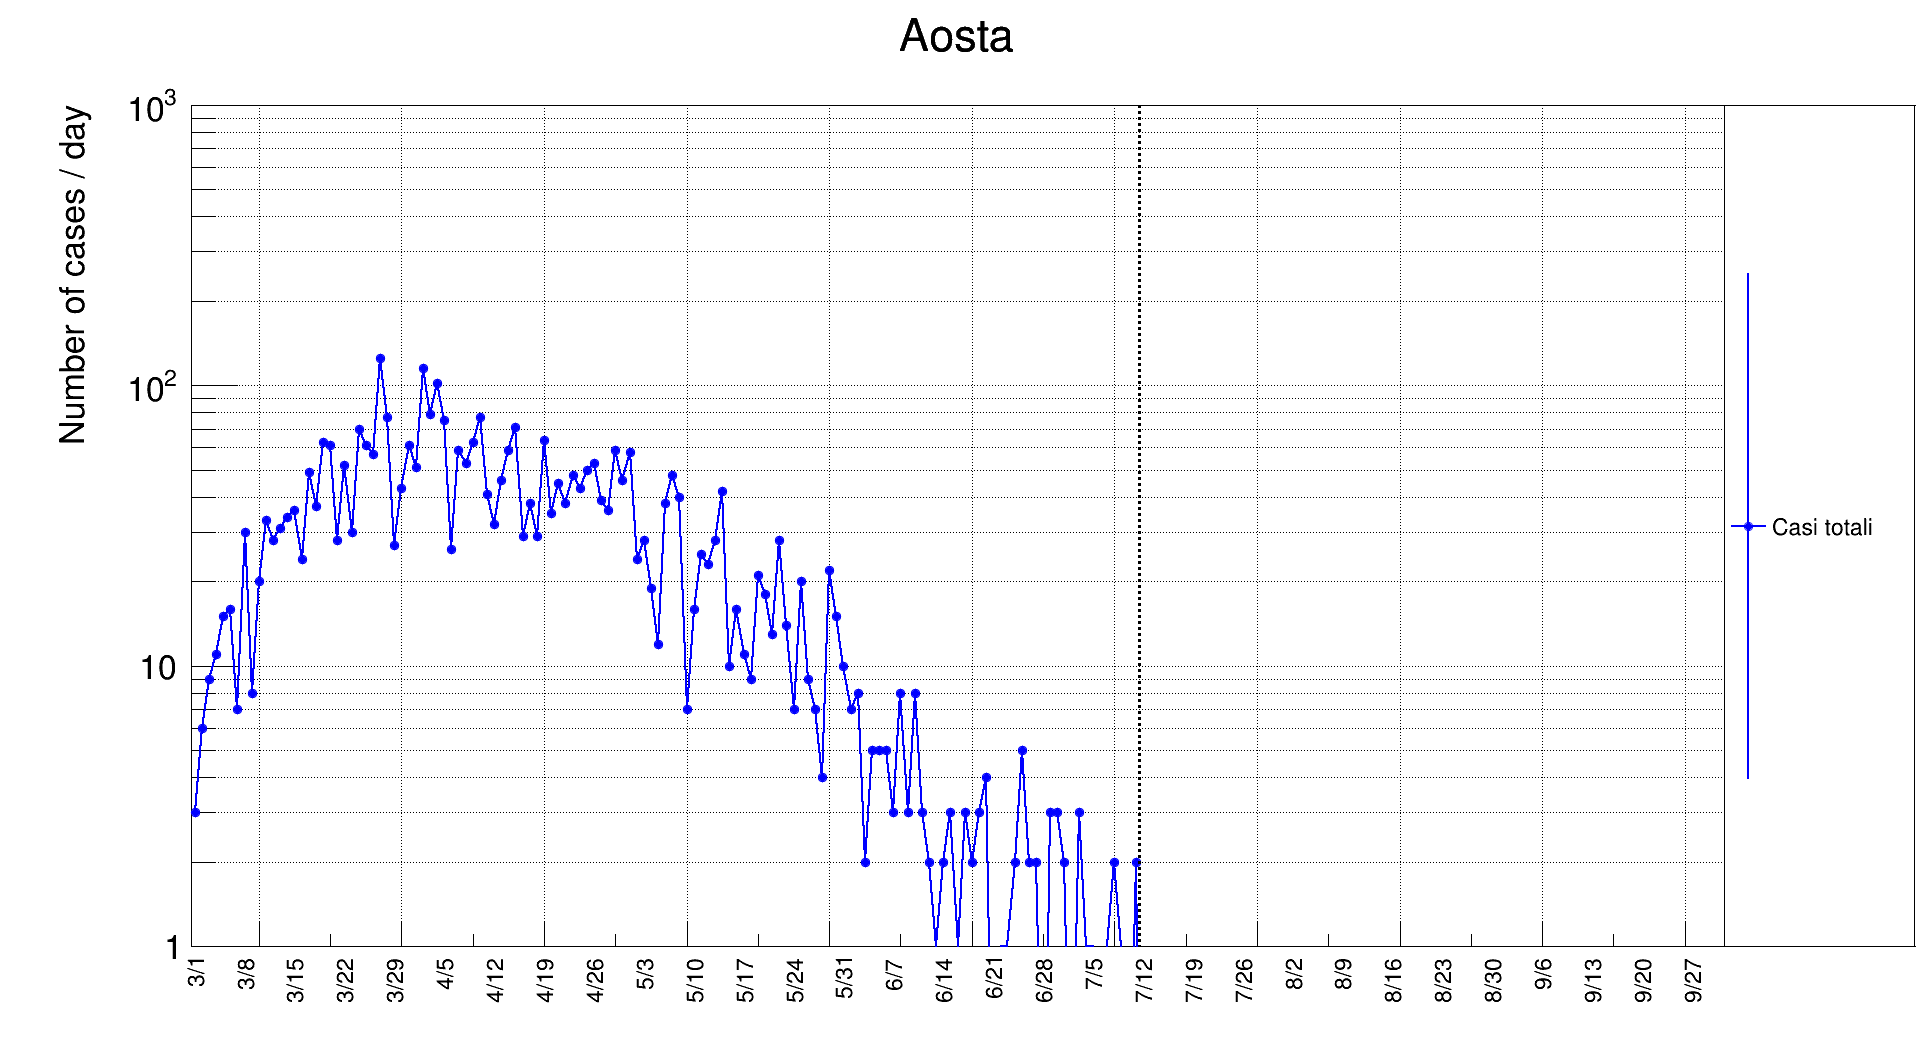 Aosta
Number of cases / day
10³
10²
10
1
3/1 3/8 3/15 3/22 3/29 4/5 4/12 4/19 4/26 5/3 5/10 5/17 5/24 5/31 6/7 6/14 6/21 6/28 7/5 7/12 7/19 7/26 8/2 8/9 8/16 8/23 8/30 9/6 9/13 9/20 9/27
Casi totali